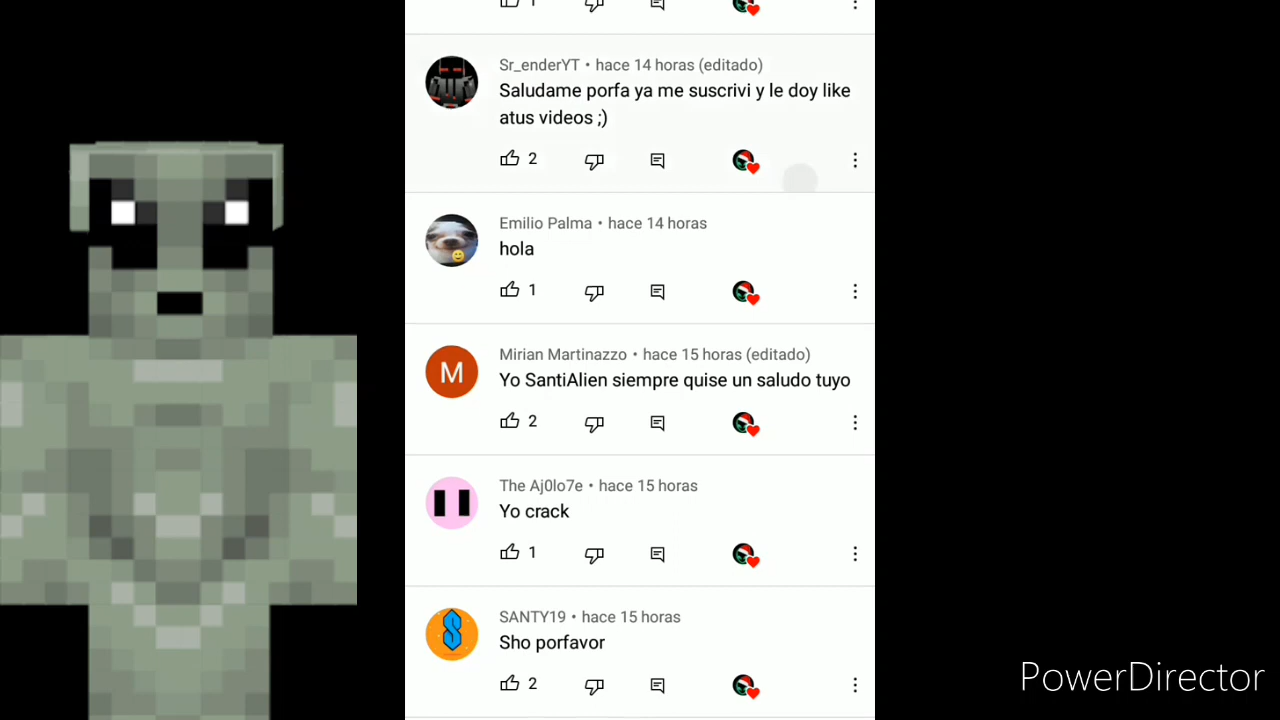 1
Sr_enderYT • hace 14 horas (editado)
Saludame porfa ya me suscrivi y le doy like
atus videos ;)
2
Emilio Palma • hace 14 horas
hola
1
M
Mirian Martinazzo • hace 15 horas (editado)
Yo SantiAlien siempre quise un saludo tuyo
2
The Aj0lo7e • hace 15 horas
Yo crack
1
SANTY19 • hace 15 horas
Sho porfavor
2
PowerDirector